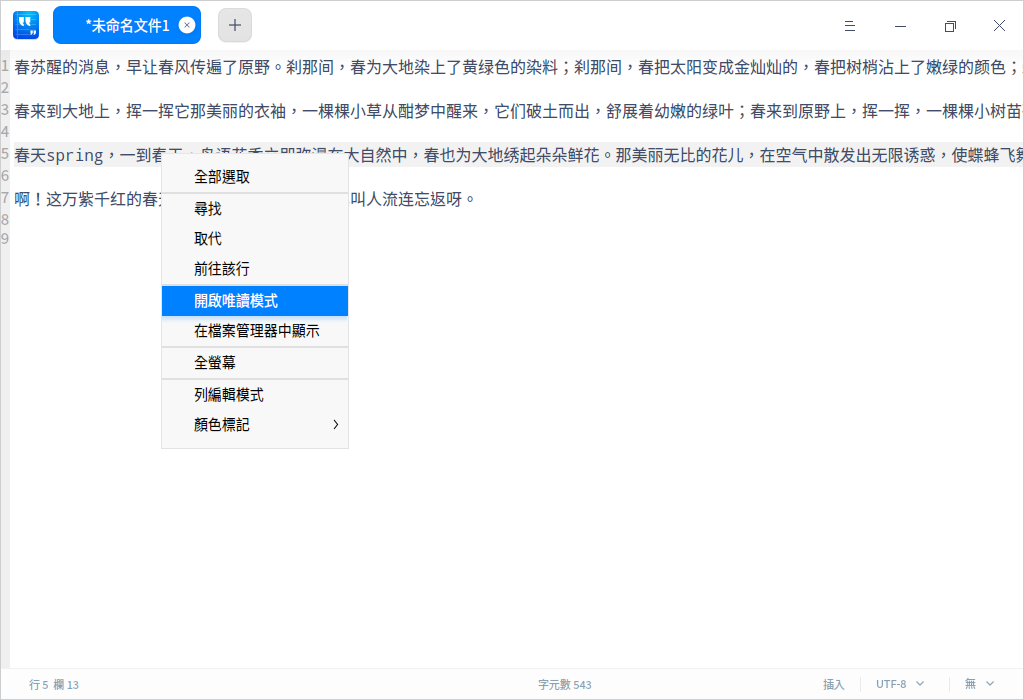 *未命名文件1
1 春苏醒的消息，早让春风传遍了原野。刹那间，春为大地染上了黄绿色的染料；刹那间，春把太阳变成金灿灿的，春把树梢沾上了嫩绿的颜色；
2
3 春来到大地上，挥一挥它那美丽的衣袖，一棵棵小草从酣梦中醒来，它们破土而出，舒展着幼嫩的绿叶；春来到原野上，挥一挥，一棵棵小树苗
4
5 春天spring，一到春天，鸟语花香立即弥漫在大自然中，春也为大地绣起朵朵鲜花。那美丽无比的花儿，在空气中散发出无限诱惑，使蝶蜂飞舞
6
7 啊！这万紫千红的春 叫人流连忘返呀。
8
9
全部選取
尋找
取代
前往該行
開啟唯讀模式
在檔案管理器中顯示
全螢幕
列編輯模式
顏色標記
行 5 欄 13 字元數 543 插入 UTF-8 無